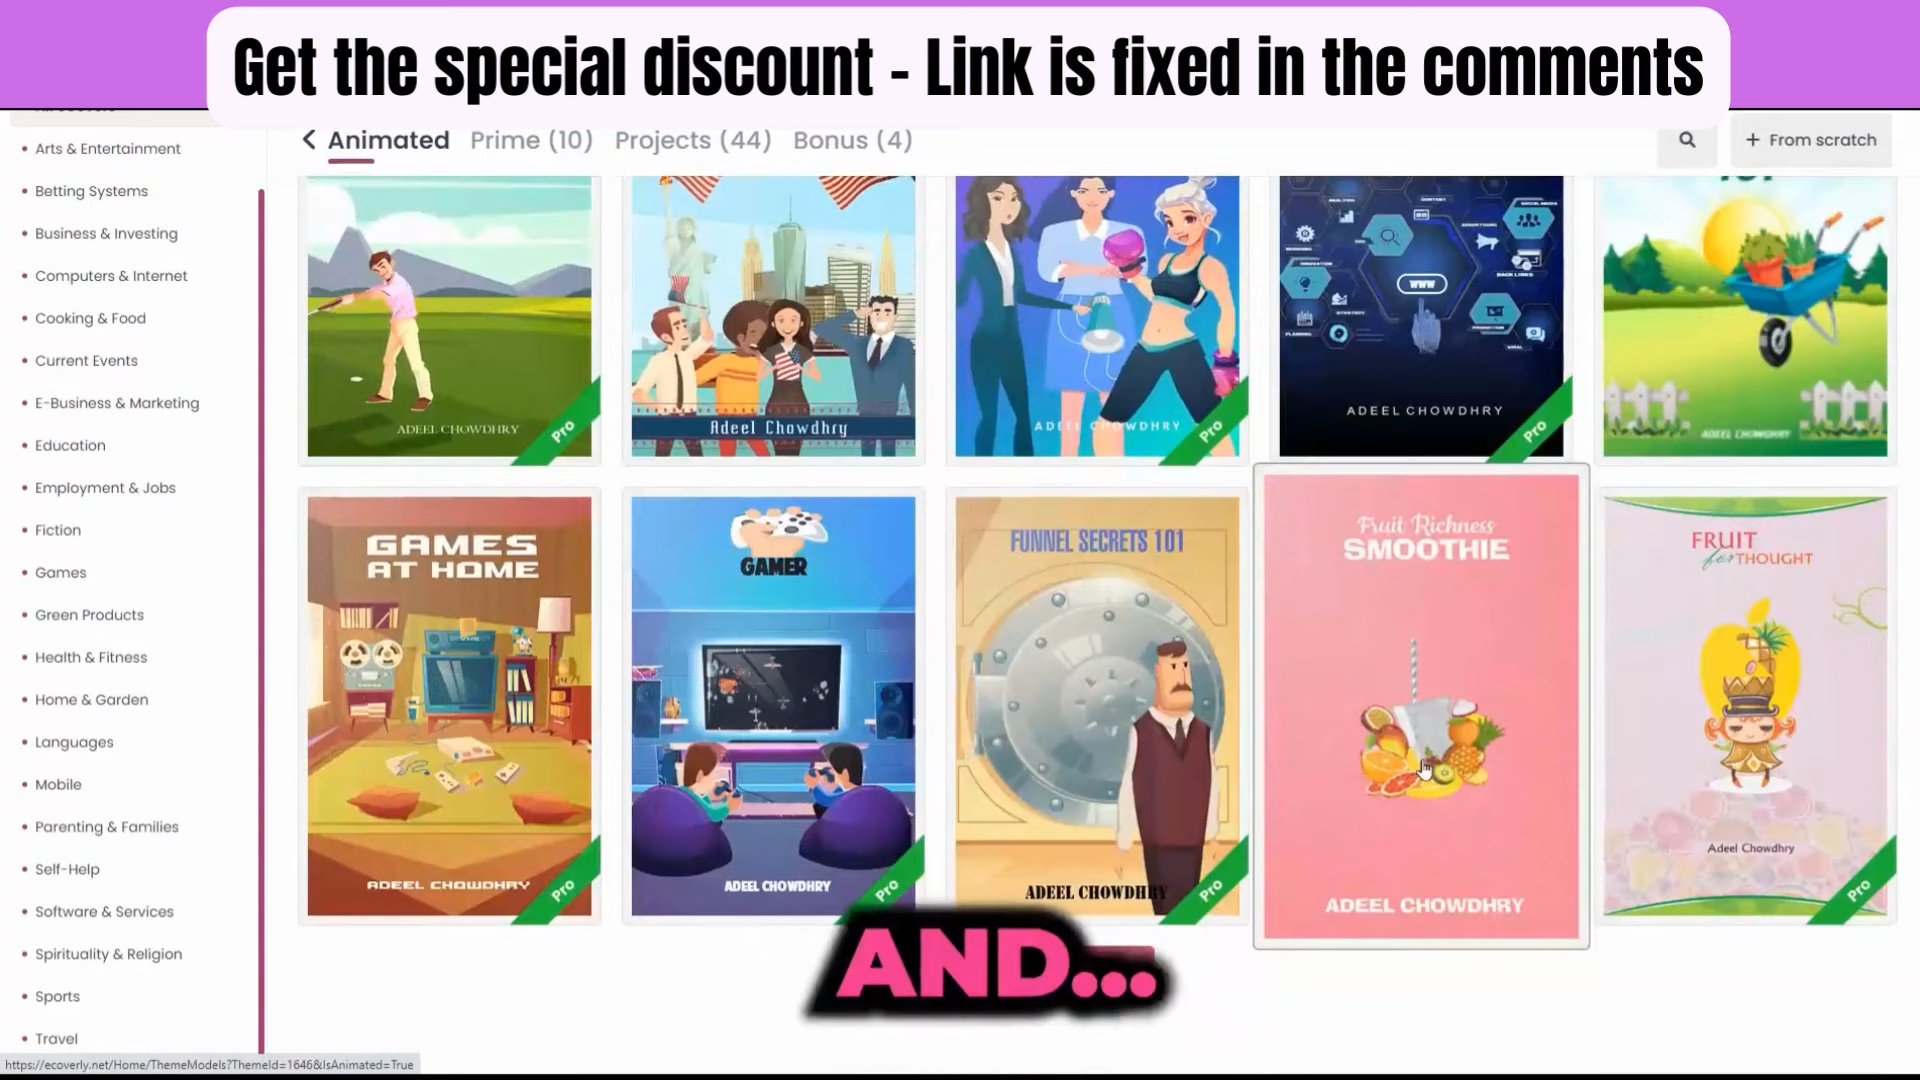 Get the special discount - Link is fixed in the comments
Animated
Prime (10)
Projects (44)
Bonus (4)
+ From scratch
Arts & Entertainment
Betting Systems
Business & Investing
Computers & Internet
Cooking & Food
Current Events
E-Business & Marketing
Education
Employment & Jobs
Fiction
Games
Green Products
Health & Fitness
Home & Garden
Languages
Mobile
Parenting & Families
Self-Help
Software & Services
Spirituality & Religion
Sports
Travel
ADEEL CHOWDHRY
Pro
Adeel Chowdhry
ADEEL CHOWDHRY
Pro
WWW
ADEEL CHOWDHRY
Pro
ADEEL CHOWDHRY
GAMES
AT HOME
ADEEL CHOWDHRY
Pro
GAMER
ADEEL CHOWDHRY
Pro
FUNNEL SECRETS 101
ADEEL CHOWDHRY
Pro
Fruit Richness
SMOOTHIE
ADEEL CHOWDHRY
FRUIT
for THOUGHT
Adeel Chowdhry
Pro
AND...
https://ecoverly.net/Home/ThemeModels?ThemeId=1646&IsAnimated=True